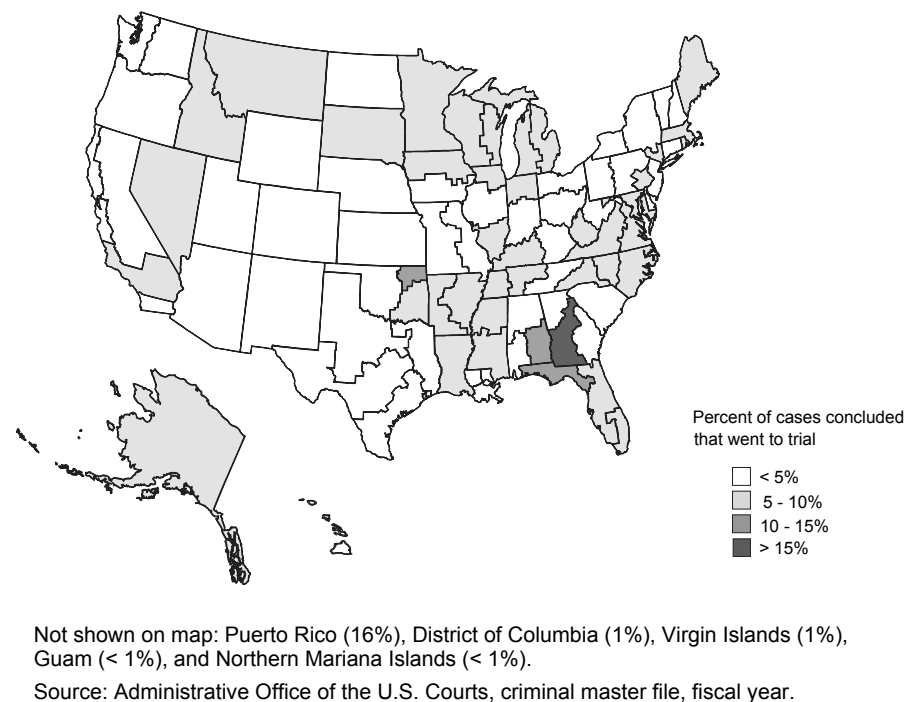 Percent of cases concluded
that went to trial
< 5%
5 - 10%
10 - 15%
> 15%
Not shown on map: Puerto Rico (16%), District of Columbia (1%), Virgin Islands (1%),
Guam (< 1%), and Northern Mariana Islands (< 1%).
Source: Administrative Office of the U.S. Courts, criminal master file, fiscal year.